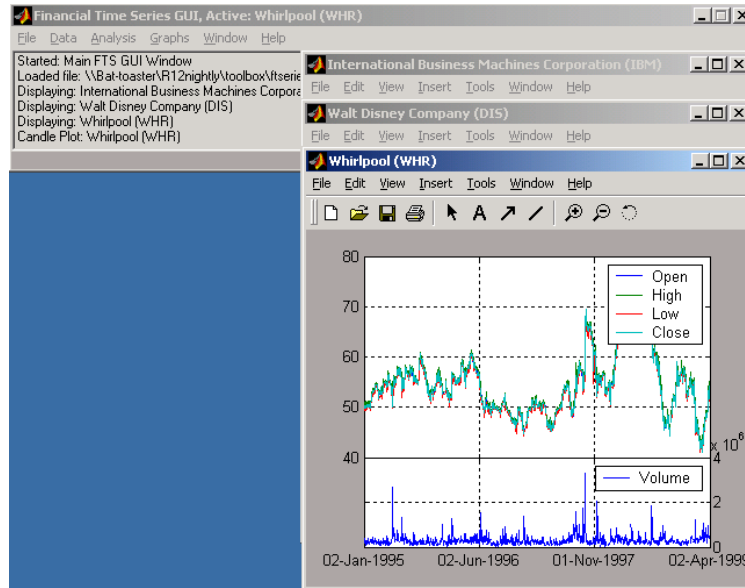 Financial Time Series GUI, Active: Whirlpool (WHR)
File Data Analysis Graphs Window Help
Started: Main FTS GUI Window
Loaded file: \\Bat-toaster\R12nightly\toolbox\ftserie
Displaying: International Business Machines Corpora
Displaying: Walt Disney Company (DIS)
Displaying: Whirlpool (WHR)
Candle Plot: Whirlpool (WHR)
International Business Machines Corporation (IBM)
File Edit View Insert Tools Window Help
Walt Disney Company (DIS)
File Edit View Insert Tools Window Help
Whirlpool (WHR)
File Edit View Insert Tools Window Help
A
80
70
60
50
40
Open
High
Low
Close
x 10^6
4
2
0
Volume
02-Jan-1995 02-Jun-1996 01-Nov-1997 02-Apr-1999